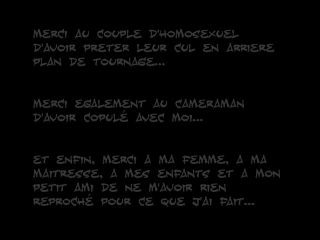 MERCI AU COUPLE D'HOMOSEXUEL
D'AVOIR PRETER LEUR CUL EN ARRIERE
PLAN DE TOURNAGE...
MERCI EGALEMENT AU CAMERAMAN
D'AVOIR COPULÉ AVEC MOI...
ET ENFIN, MERCI A MA FEMME, A MA
MAITRESSE, A MES ENFANTS ET A MON
PETIT AMI DE NE M'AVOIR RIEN
REPROCHÉ POUR CE QUE J'AI FAIT...